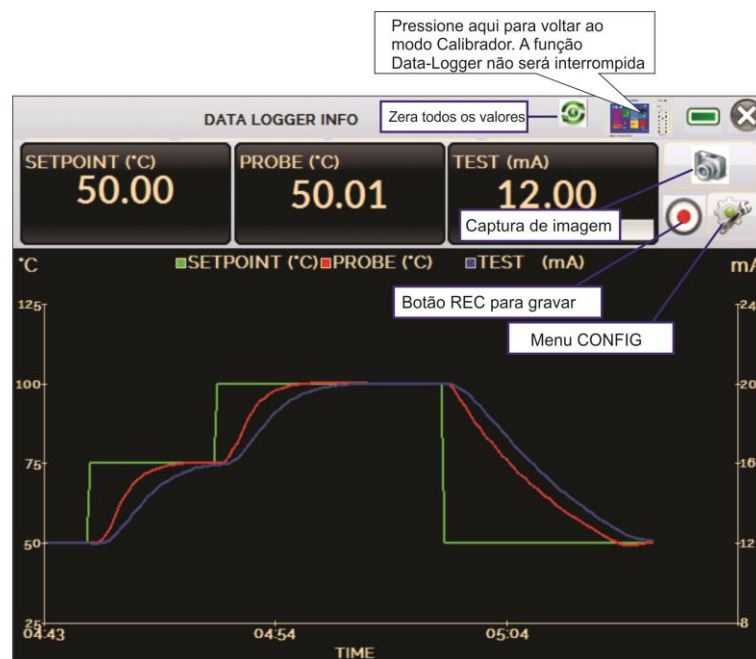 Pressione aqui para voltar ao
modo Calibrador. A função
Data-Logger não será interrompida
DATA LOGGER INFO
Zera todos os valores
SETPOINT (°C)
50.00
PROBE (°C)
50.01
TEST (mA)
12.00
Captura de imagem
°C
SETPOINT (°C)
PROBE (°C)
TEST (mA)
mA
Botão REC para gravar
Menu CONFIG
125
24
100
20
75
16
50
12
25
8
04:43
04:54
05:04
TIME